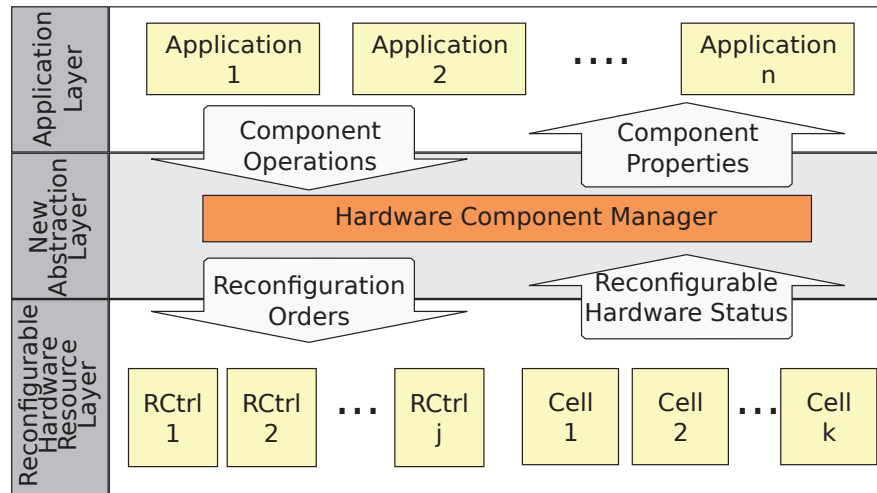 Application
Layer
Application
1
Application
2
....
Application
n
Component
Operations
Component
Properties
New
Abstraction
Layer
Hardware Component Manager
Reconfiguration
Orders
Reconfigurable
Hardware Status
Reconfigurable
Hardware
Resource
Layer
RCtrl
1
RCtrl
2
...
RCtrl
j
Cell
1
Cell
2
...
Cell
k